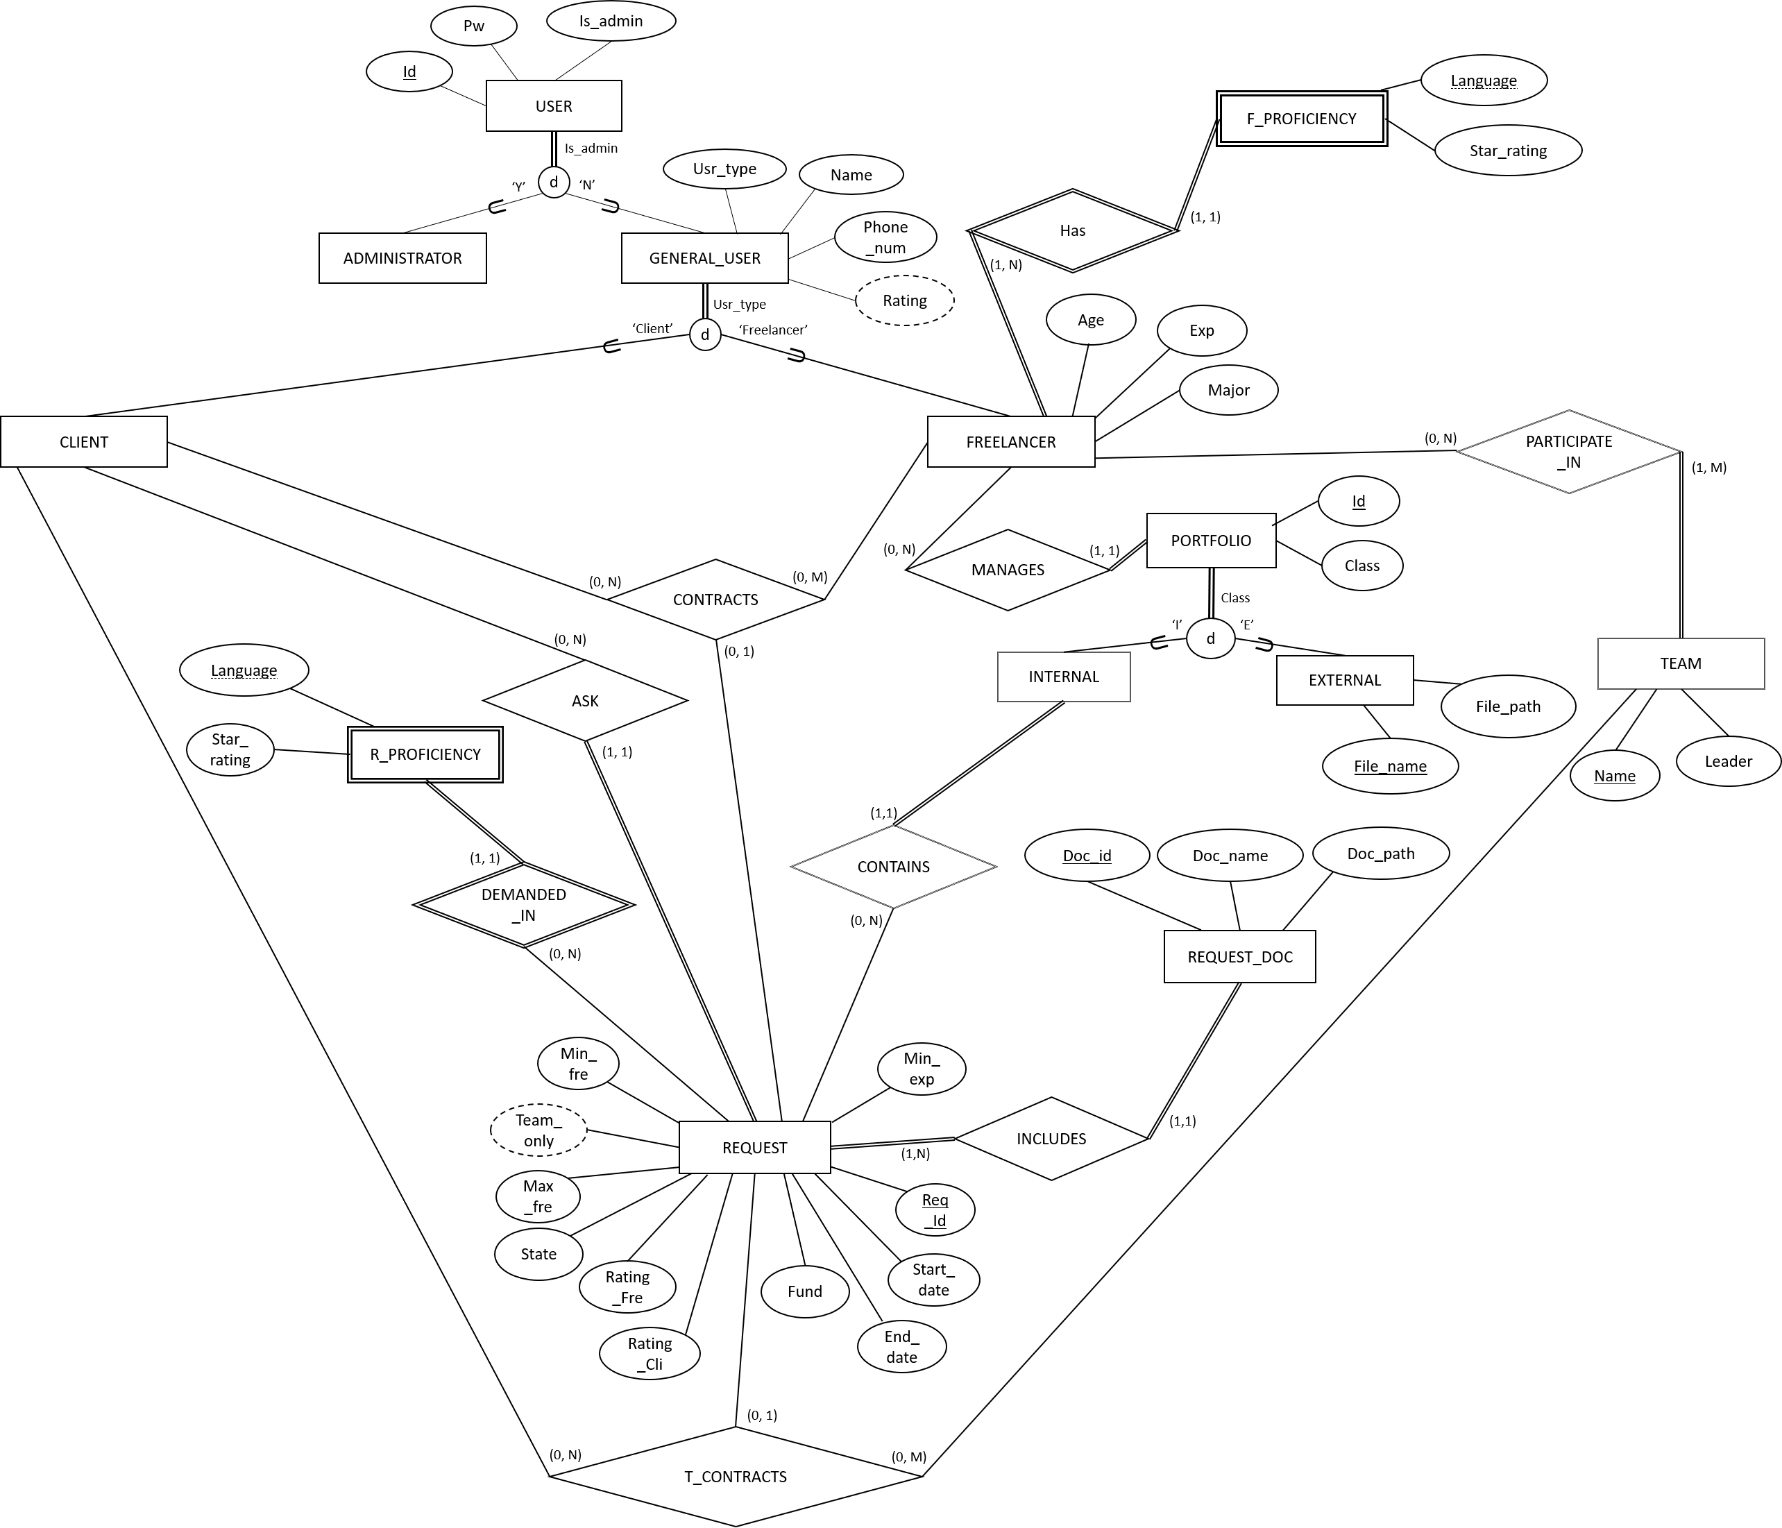 Pw
Is_admin
Id
USER
Is_admin
d
'Y'
'N'
ADMINISTRATOR
GENERAL_USER
Usr_type
Name
Phone
_num
Rating
Usr_type
d
'Client'
'Freelancer'
Language
F_PROFICIENCY
Star_rating
Has
(1, 1)
(1, N)
Age
Exp
Major
CLIENT
FREELANCER
(0, N)
PARTICIPATE
_IN
(1, M)
Id
PORTFOLIO
Class
(0, N)
MANAGES
(1, 1)
(0, N)
CONTRACTS
(0, M)
(0, 1)
Class
'I'
d
'E'
INTERNAL
EXTERNAL
File_path
File_name
TEAM
Name
Leader
(0, N)
ASK
(1, 1)
Language
Star_
rating
R_PROFICIENCY
(1, 1)
DEMANDED
_IN
(0, N)
(1,1)
CONTAINS
(0, N)
Doc_id
Doc_name
Doc_path
REQUEST_DOC
(1,1)
INCLUDES
(1,N)
Min_
fre
Min_
exp
Team_
only
REQUEST
Max
_fre
Req
_Id
State
Rating
_Fre
Fund
Start_
date
Rating
_Cli
End_
date
(0, 1)
(0, N)
T_CONTRACTS
(0, M)